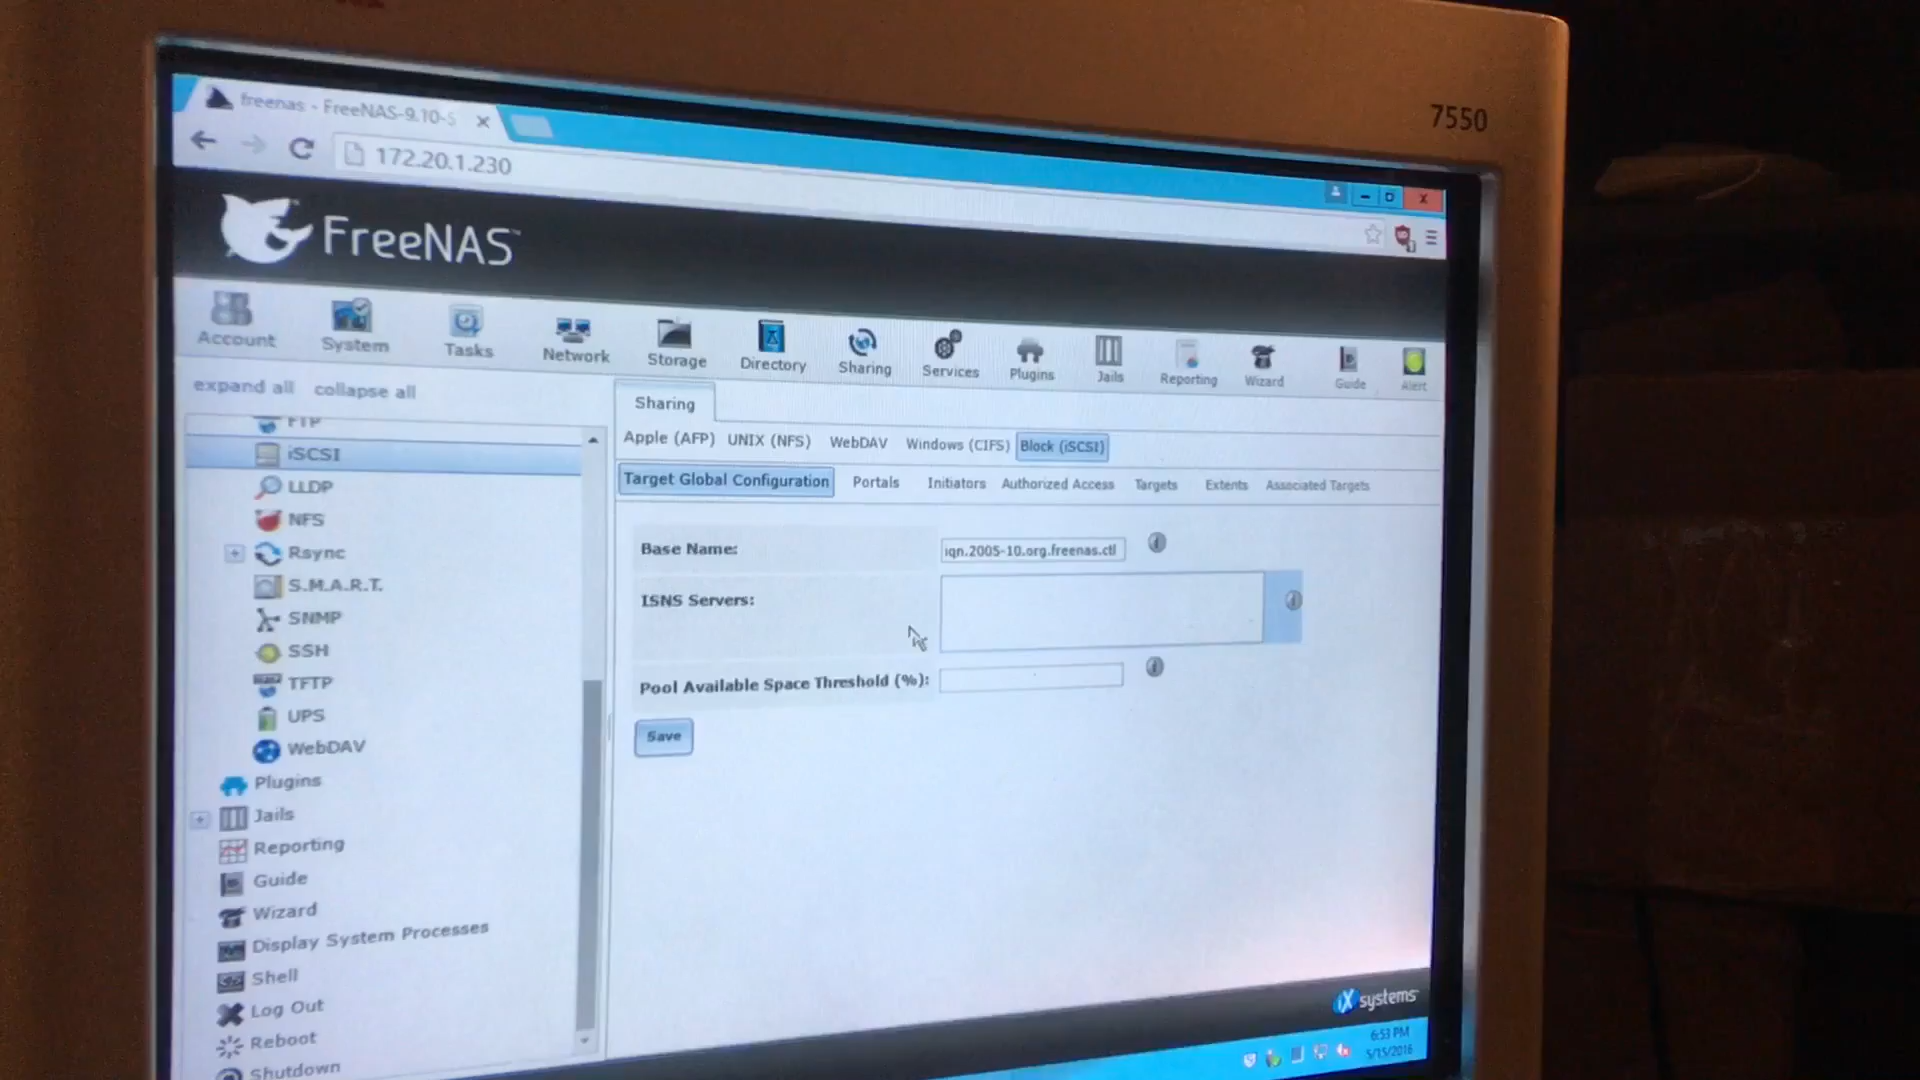 7550
freenas - FreeNAS-9.10-S
172.20.1.230
FreeNAS™
Account System Tasks Network Storage Directory Sharing Services Plugins Jails Reporting Wizard Guide Alert
expand all collapse all
FTP
iSCSI
LLDP
NFS
Rsync
S.M.A.R.T.
SNMP
SSH
TFTP
UPS
WebDAV
Plugins
Jails
Reporting
Guide
Wizard
Display System Processes
Shell
Log Out
Reboot
Shutdown
Sharing
Apple (AFP) UNIX (NFS) WebDAV Windows (CIFS) Block (iSCSI)
Target Global Configuration Portals Initiators Authorized Access Targets Extents Associated Targets
Base Name: iqn.2005-10.org.freenas.ctl
ISNS Servers:
Pool Available Space Threshold (%):
Save
iXsystems
6:53 PM
5/15/2016